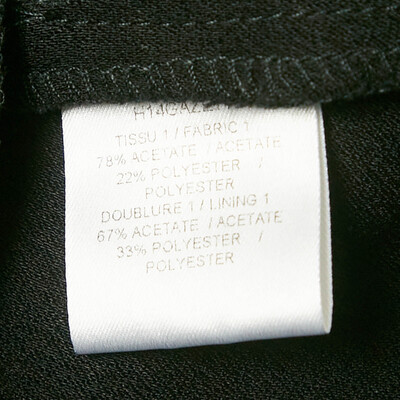 TISSU 1 / FABRIC 1
78% ACETATE / ACETATE
22% POLYESTER /
POLYESTER
DOUBLURE 1 / LINING 1
67% ACETATE / ACETATE
33% POLYESTER /
POLYESTER